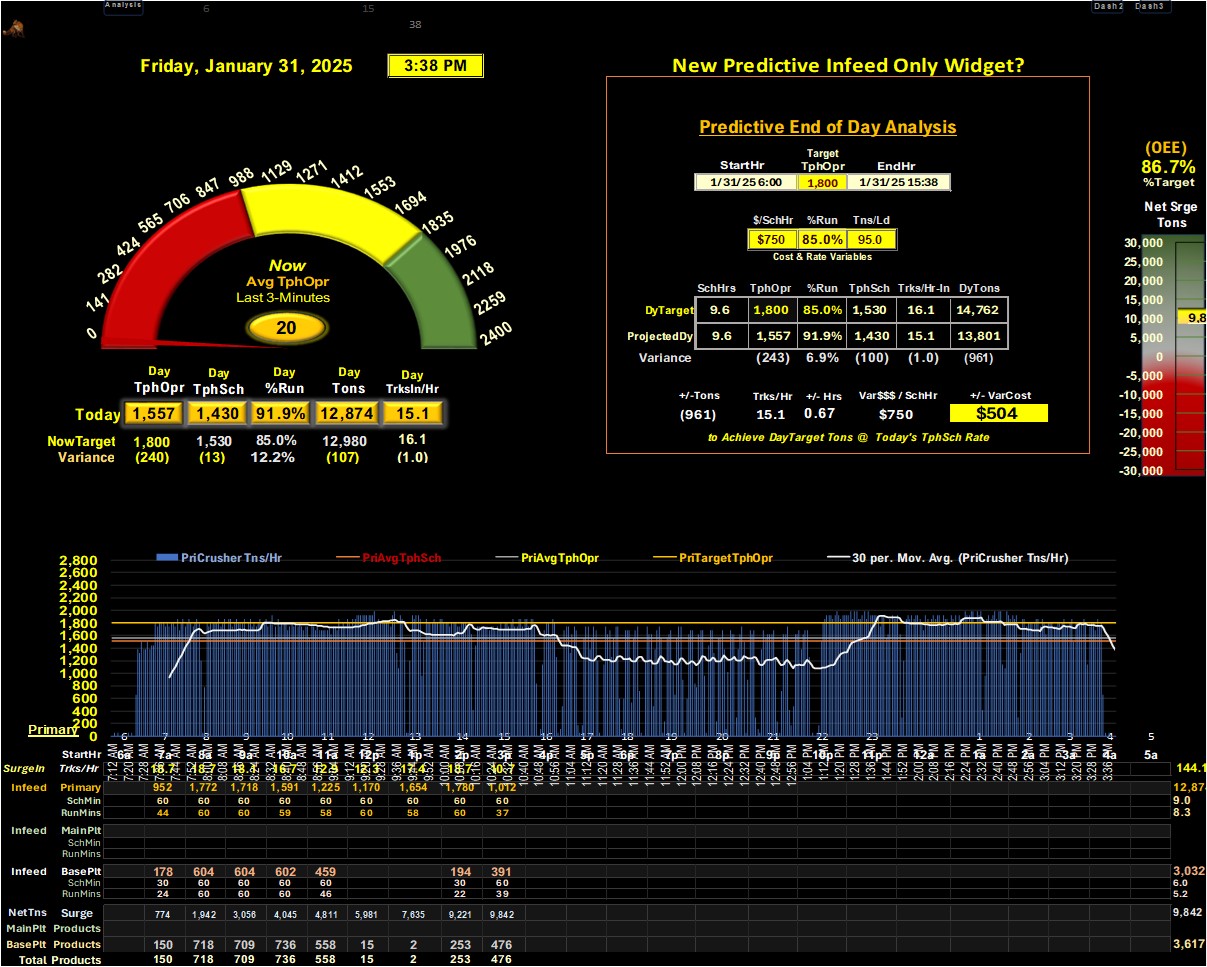 Analysis 6 15 Dash2 Dash3
38
Friday, January 31, 2025 3:38 PM
New Predictive Infeed Only Widget?
Predictive End of Day Analysis
Target
StartHr TphOpr EndHr
1/31/25 6:00 1,800 1/31/25 15:38
$/SchHr %Run Tns/Ld
$750 85.0% 95.0
Cost & Rate Variables
SchHrs TphOpr %Run TphSch Trks/Hr-In DyTons
DyTarget 9.6 1,800 85.0% 1,530 16.1 14,762
ProjectedDy 9.6 1,557 91.9% 1,430 15.1 13,801
Variance (243) 6.9% (100) (1.0) (961)
+/-Tons Trks/Hr +/- Hrs Var$$$ / SchHr +/- VarCost
(961) 15.1 0.67 $750 $504
to Achieve DayTarget Tons @ Today's TphSch Rate
(OEE)
86.7%
%Target
Net Srge
Tons
30,000
25,000
20,000
15,000
10,000 9,8
5,000
0
-5,000
-10,000
-15,000
-20,000
-25,000
-30,000
0 141 282 424 565 706 847 988 1129 1271 1412 1553 1694 1835 1976 2118 2259 2400
Now
Avg TphOpr
Last 3-Minutes
20
Day Day Day Day Day
TphOpr TphSch %Run Tons TrksIn/Hr
Today 1,557 1,430 91.9% 12,874 15.1
NowTarget 1,800 1,530 85.0% 12,980 16.1
Variance (240) (13) 12.2% (107) (1.0)
PriCrusher Tns/Hr PriAvgTphSch PriAvgTphOpr PriTargetTphOpr 30 per. Mov. Avg. (PriCrusher Tns/Hr)
2,800
2,600
2,400
2,200
2,000
1,800
1,600
1,400
1,200
1,000
800
600
400
200
0
Primary
6 7 8 9 10 11 12 13 14 15 16 17 18 19 20 21 22 23 1 2 3 4 5
StartHr 6a 7a 8a 9a 10a 11a 12p 1p 2p 3p 4p 5p 6p 7p 8p 9p 10p 11p 12a 1a 2a 3a 4a 5a
SurgeIn Trks/Hr 18.7 18.7 18.1 16.7 12.9 12.3 17.4 18.7 10.7 144.1
Infeed Primary 952 1,772 1,718 1,591 1,225 1,170 1,654 1,780 1,012 12,874
SchMin 60 60 60 60 60 60 60 60 60 9.0
RunMins 44 60 60 59 58 60 58 60 37 8.3
Infeed MainPlt
SchMin
RunMins
Infeed BasePlt 178 604 604 602 459 194 391 3,032
SchMin 30 60 60 60 60 30 60 6.0
RunMins 24 60 60 60 46 22 39 5.2
NetTns Surge 774 1,942 3,056 4,045 4,811 5,981 7,635 9,221 9,842 9,842
MainPlt Products
BasePlt Products 150 718 709 736 558 15 2 253 476 3,617
Total Products 150 718 709 736 558 15 2 253 476